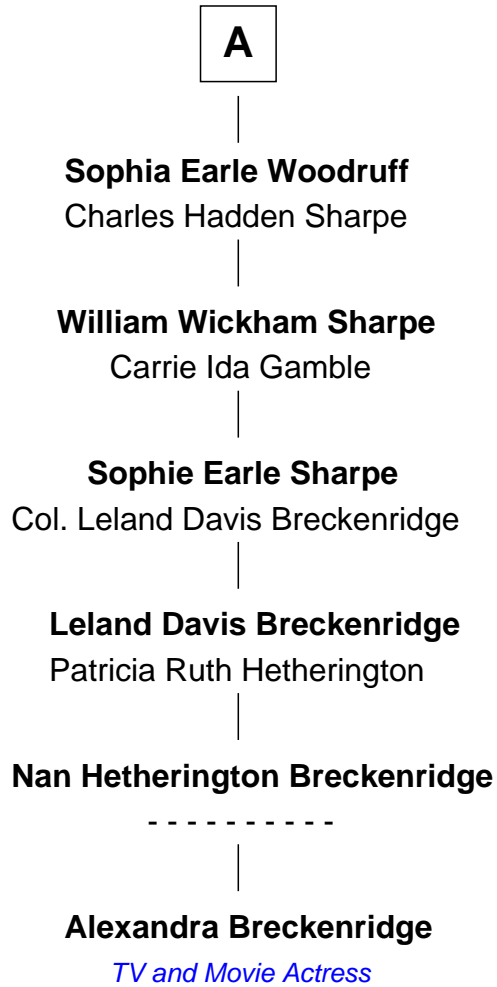 A
Sophia Earle Woodruff
Charles Hadden Sharpe
William Wickham Sharpe
Carrie Ida Gamble
Sophie Earle Sharpe
Col. Leland Davis Breckenridge
Leland Davis Breckenridge
Patricia Ruth Hetherington
Nan Hetherington Breckenridge
- - - - - - - - - -
Alexandra Breckenridge
TV and Movie Actress